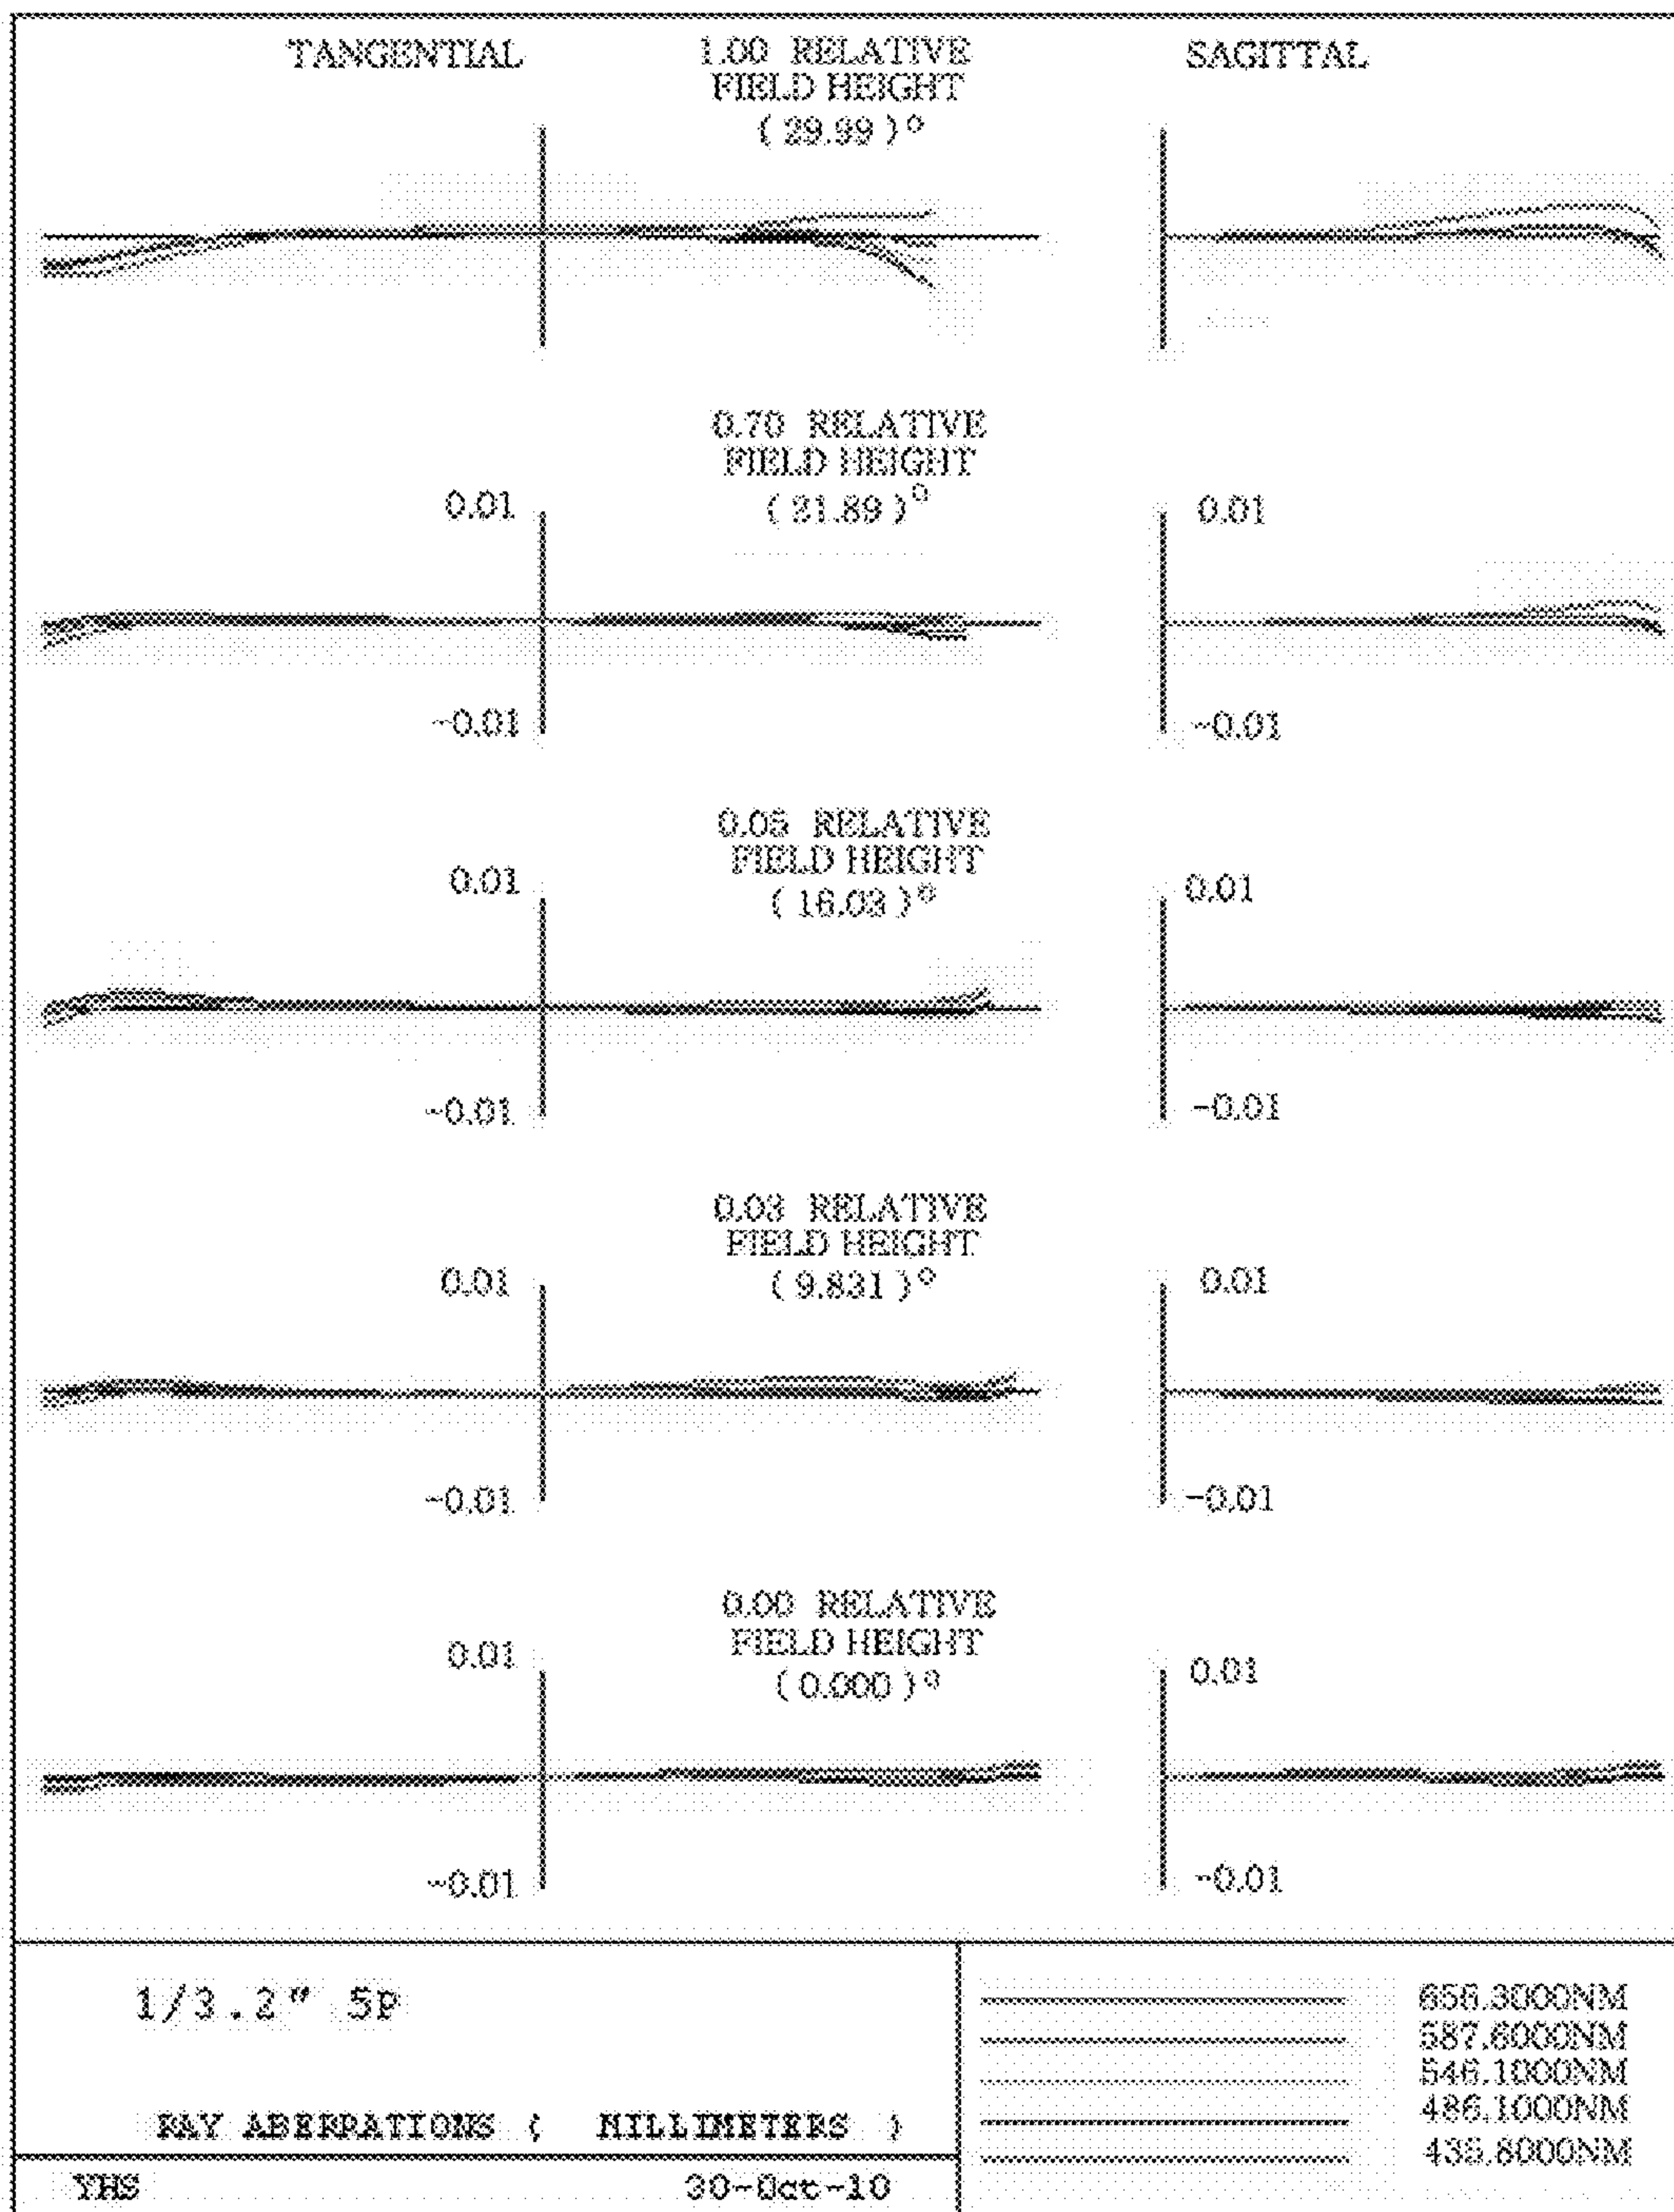 TANGENTIAL
1.00 RELATIVE
FIELD HEIGHT
( 29.99 )°
SAGITTAL
0.70 RELATIVE
FIELD HEIGHT
( 21.89 )°
0.01
0.01
-0.01
-0.01
0.05 RELATIVE
FIELD HEIGHT
( 16.03 )°
0.01
0.01
-0.01
-0.01
0.03 RELATIVE
FIELD HEIGHT
( 9.831 )°
0.01
0.01
-0.01
-0.01
0.00 RELATIVE
FIELD HEIGHT
( 0.000 )°
0.01
0.01
-0.01
-0.01
1/3.2" 5P
RAY ABERRATIONS ( MILLIMETERS )
YHS
30-Oct-10
656.3000NM
587.6000NM
546.1000NM
486.1000NM
435.8000NM